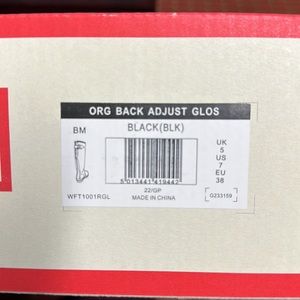 ORG BACK ADJUST GLOS
BM
BLACK(BLK)
UK
5
US
7
EU
38
5 013441 419442
22/GP
MADE IN CHINA
WFT1001RGL
G233159